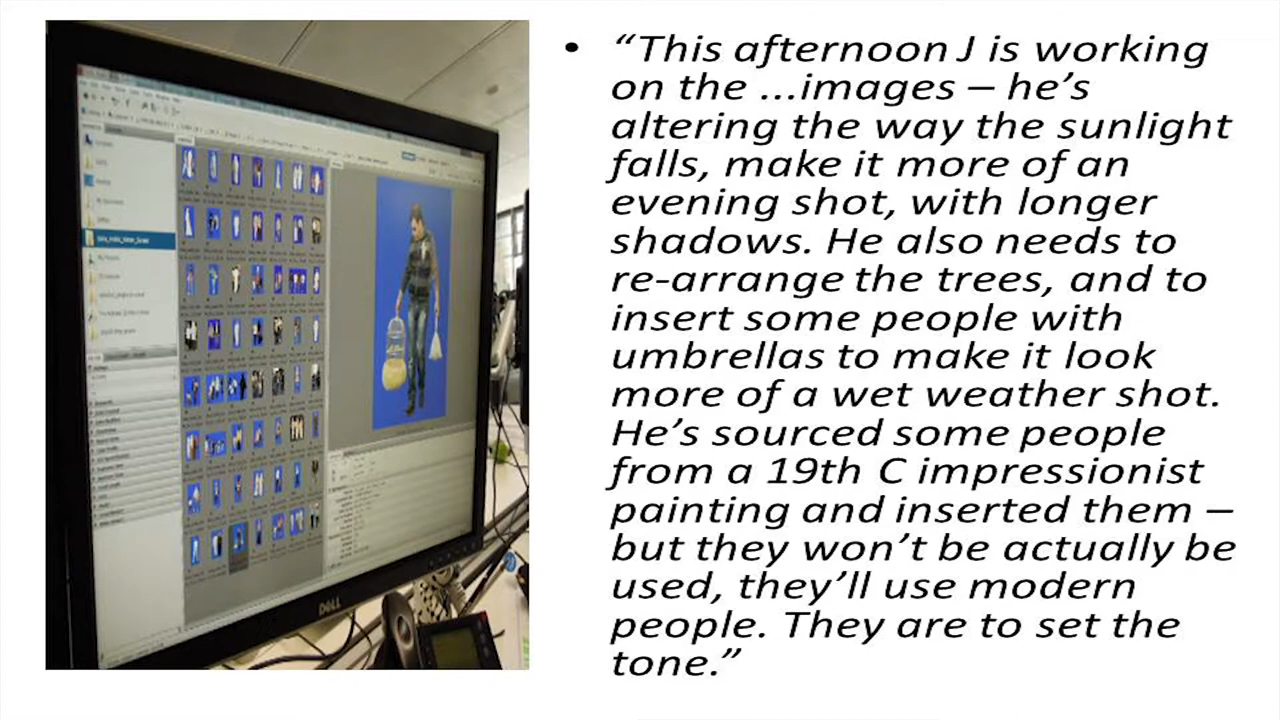 • “This afternoon J is working
on the ...images – he’s
altering the way the sunlight
falls, make it more of an
evening shot, with longer
shadows. He also needs to
re-arrange the trees, and to
insert some people with
umbrellas to make it look
more of a wet weather shot.
He’s sourced some people
from a 19th C impressionist
painting and inserted them –
but they won’t be actually be
used, they’ll use modern
people. They are to set the
tone.”
DELL